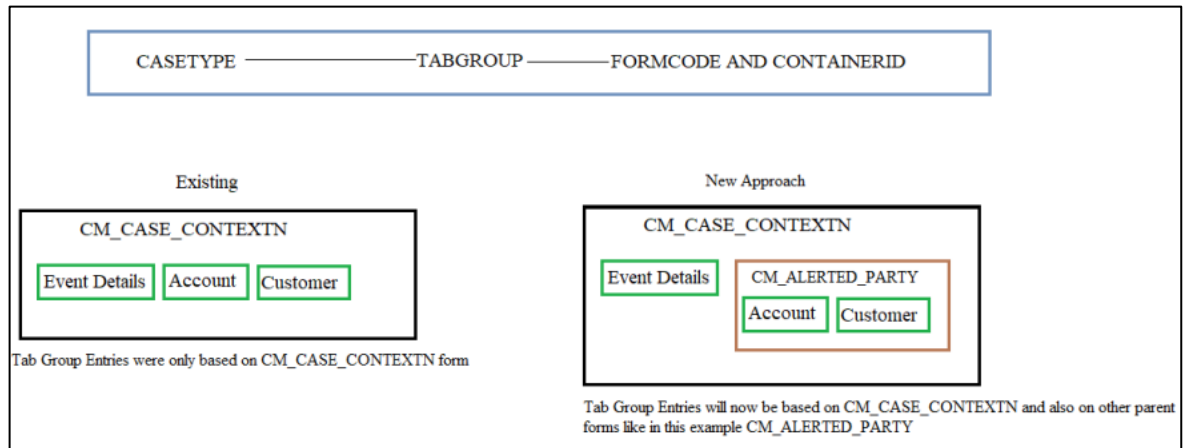 CASETYPE TABGROUP FORMCODE AND CONTAINERID
Existing
CM_CASE_CONTEXTN
Event Details Account Customer
Tab Group Entries were only based on CM_CASE_CONTEXTN form
New Approach
CM_CASE_CONTEXTN
Event Details
CM_ALERTED_PARTY
Account Customer
Tab Group Entries will now be based on CM_CASE_CONTEXTN and also on other parent
forms like in this example CM_ALERTED_PARTY